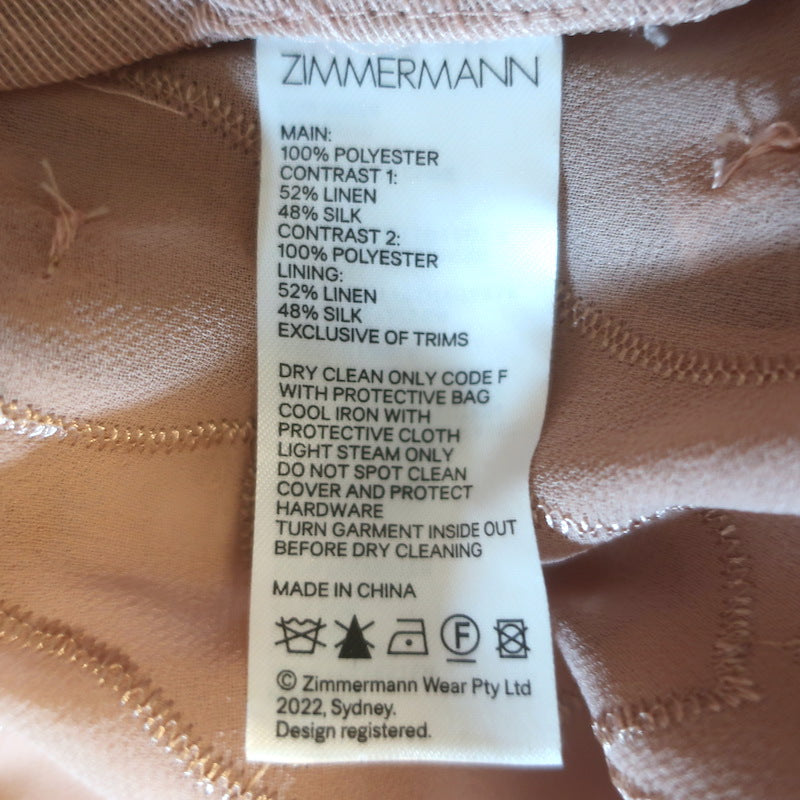 ZIMMERMANN
MAIN:
100% POLYESTER
CONTRAST 1:
52% LINEN
48% SILK
CONTRAST 2:
100% POLYESTER
LINING:
52% LINEN
48% SILK
EXCLUSIVE OF TRIMS
DRY CLEAN ONLY CODE F
WITH PROTECTIVE BAG
COOL IRON WITH
PROTECTIVE CLOTH
LIGHT STEAM ONLY
DO NOT SPOT CLEAN
COVER AND PROTECT
HARDWARE
TURN GARMENT INSIDE OUT
BEFORE DRY CLEANING
MADE IN CHINA
F
© Zimmermann Wear Pty Ltd
2022, Sydney.
Design registered.